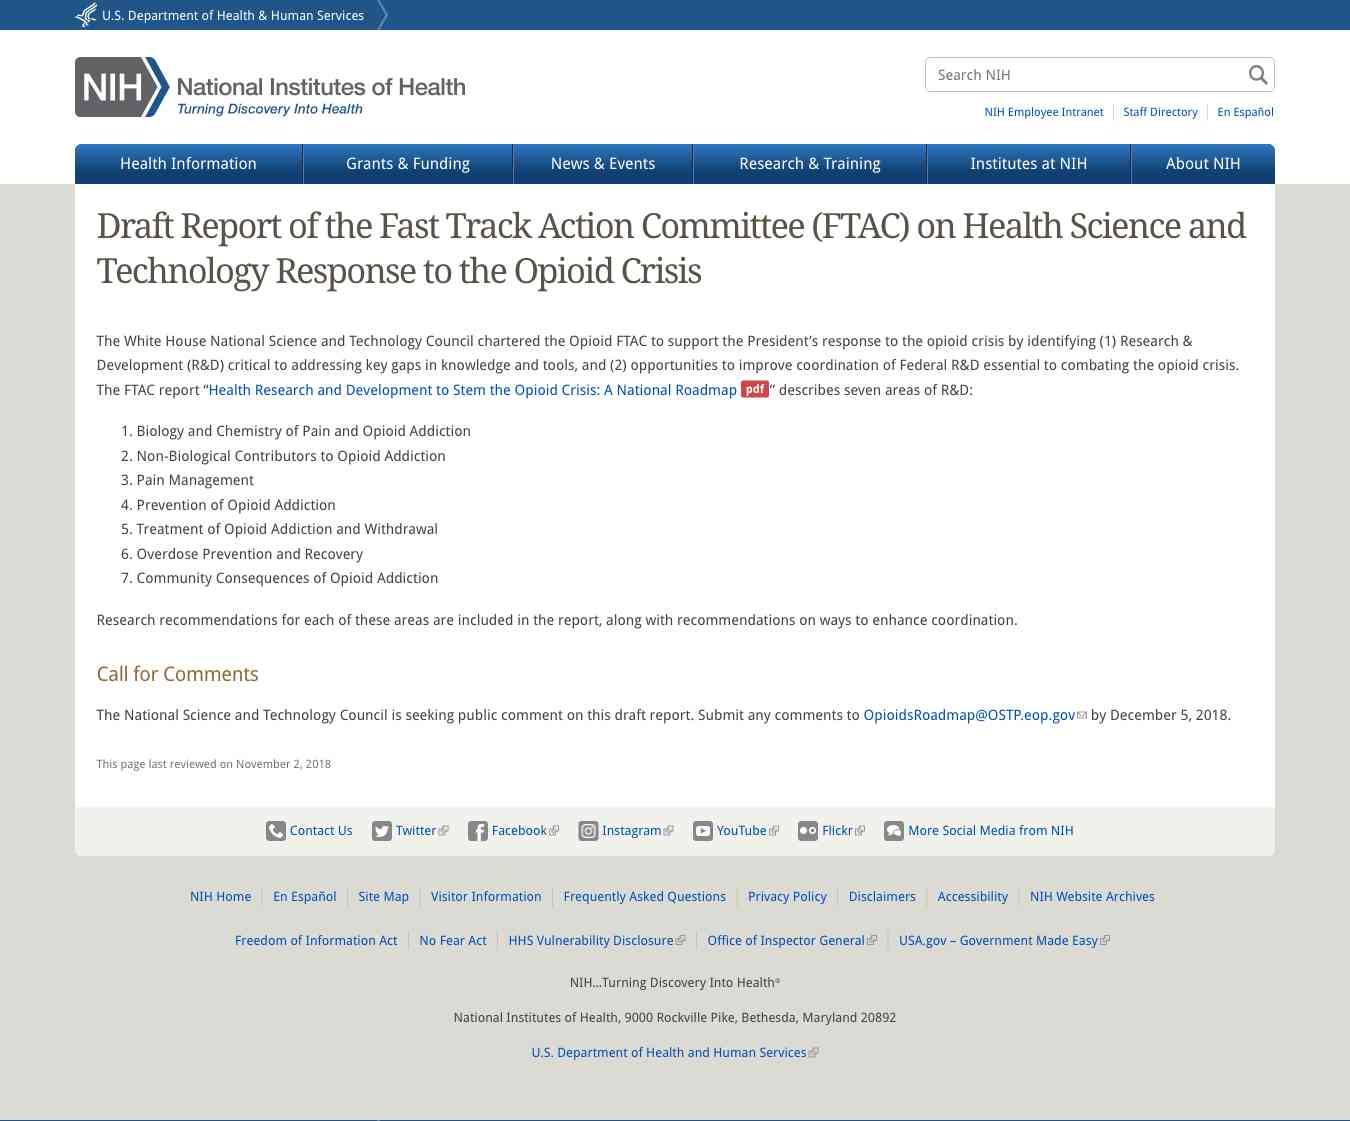 U.S. Department of Health & Human Services
NIH National Institutes of Health
Turning Discovery Into Health
Search NIH
NIH Employee Intranet Staff Directory En Español
Health Information Grants & Funding News & Events Research & Training Institutes at NIH About NIH
Draft Report of the Fast Track Action Committee (FTAC) on Health Science and
Technology Response to the Opioid Crisis
The White House National Science and Technology Council chartered the Opioid FTAC to support the President’s response to the opioid crisis by identifying (1) Research &
Development (R&D) critical to addressing key gaps in knowledge and tools, and (2) opportunities to improve coordination of Federal R&D essential to combating the opioid crisis.
The FTAC report “Health Research and Development to Stem the Opioid Crisis: A National Roadmap pdf” describes seven areas of R&D:
1. Biology and Chemistry of Pain and Opioid Addiction
2. Non-Biological Contributors to Opioid Addiction
3. Pain Management
4. Prevention of Opioid Addiction
5. Treatment of Opioid Addiction and Withdrawal
6. Overdose Prevention and Recovery
7. Community Consequences of Opioid Addiction
Research recommendations for each of these areas are included in the report, along with recommendations on ways to enhance coordination.
Call for Comments
The National Science and Technology Council is seeking public comment on this draft report. Submit any comments to OpioidsRoadmap@OSTP.eop.gov by December 5, 2018.
This page last reviewed on November 2, 2018
Contact Us Twitter Facebook Instagram YouTube Flickr More Social Media from NIH
NIH Home En Español Site Map Visitor Information Frequently Asked Questions Privacy Policy Disclaimers Accessibility NIH Website Archives
Freedom of Information Act No Fear Act HHS Vulnerability Disclosure Office of Inspector General USA.gov – Government Made Easy
NIH…Turning Discovery Into Health®
National Institutes of Health, 9000 Rockville Pike, Bethesda, Maryland 20892
U.S. Department of Health and Human Services